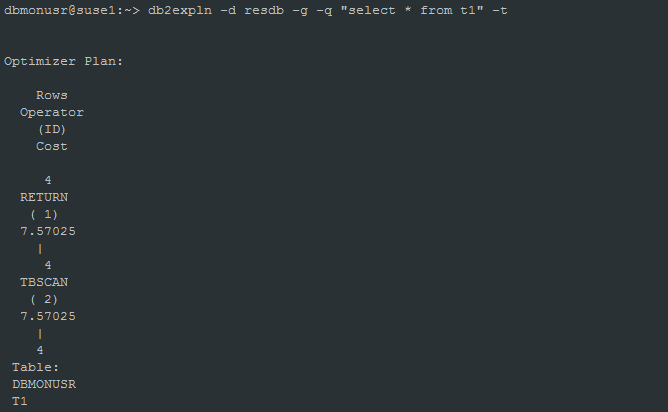 dbmonusr@suse1:~> db2expln -d resdb -g -q "select * from t1" -t
Optimizer Plan:
Rows
Operator
(ID)
Cost
4
RETURN
( 1)
7.57025
|
4
TBSCAN
( 2)
7.57025
|
4
Table:
DBMONUSR
T1